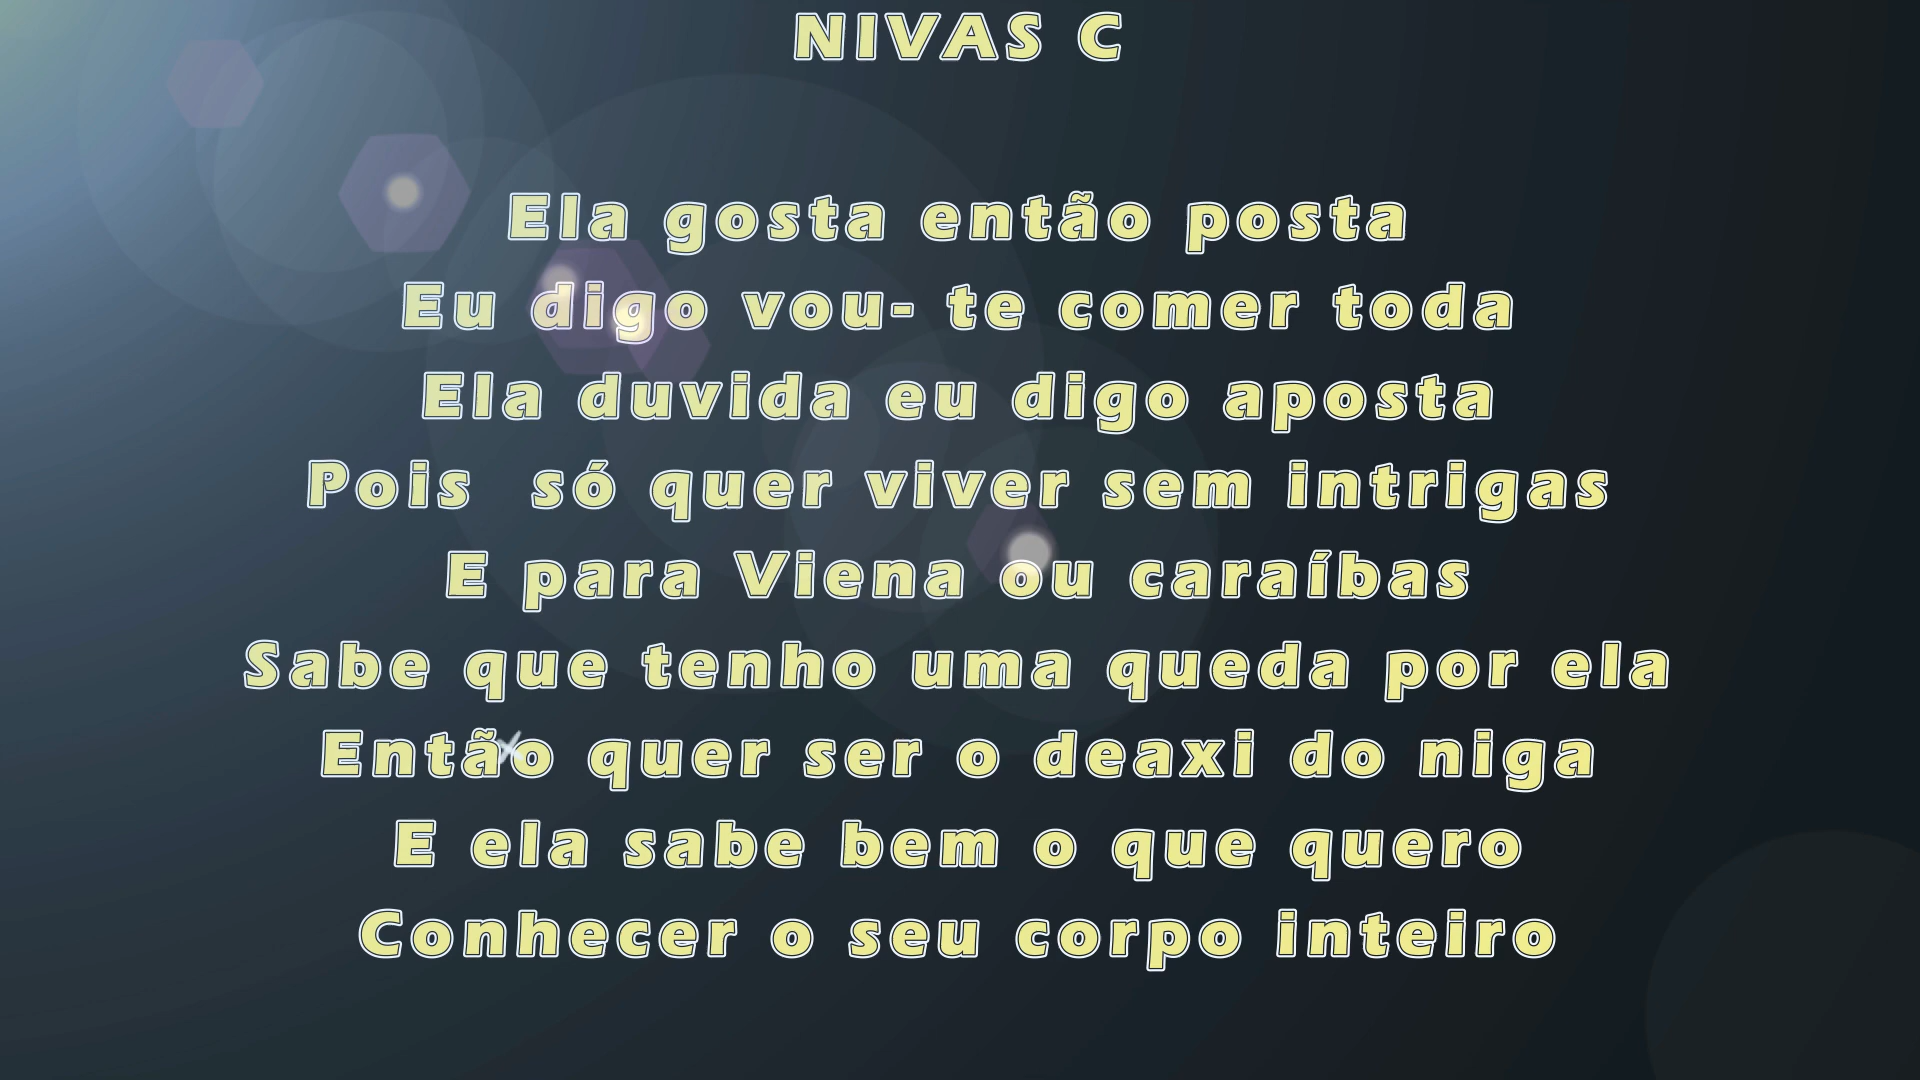 NIVAS C
Ela gosta então posta
Eu digo vou- te comer toda
Ela duvida eu digo aposta
Pois  só quer viver sem intrigas
E para Viena ou caraíbas
Sabe que tenho uma queda por ela
Então quer ser o deaxi do niga
E ela sabe bem o que quero
Conhecer o seu corpo inteiro